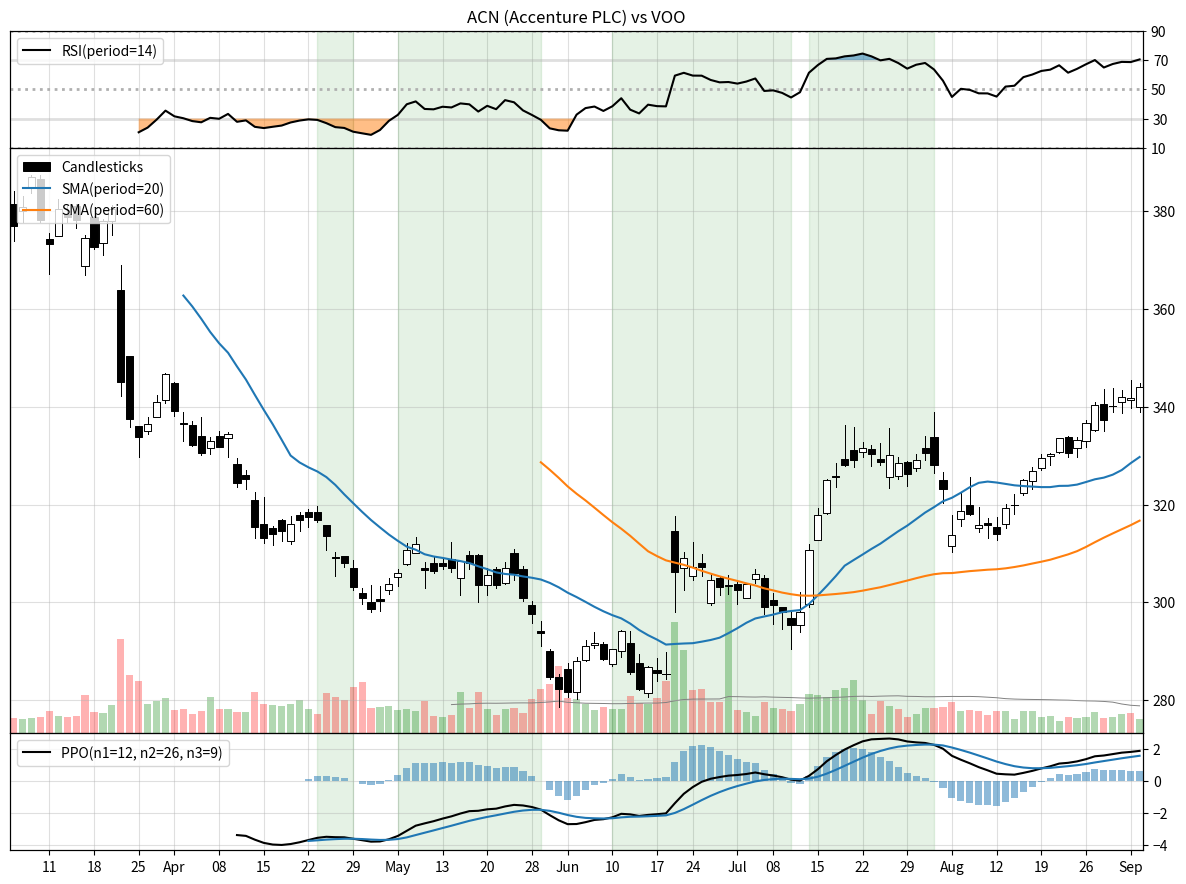 ACN (Accenture PLC) vs VOO
RSI(period=14)
90
70
50
30
10
Candlesticks
SMA(period=20)
SMA(period=60)
380
360
340
320
300
280
PPO(n1=12, n2=26, n3=9)
2
0
−2
−4
11 18 25 Apr 08 15 22 29 May 13 20 28 Jun 10 17 24 Jul 08 15 22 29 Aug 12 19 26 Sep